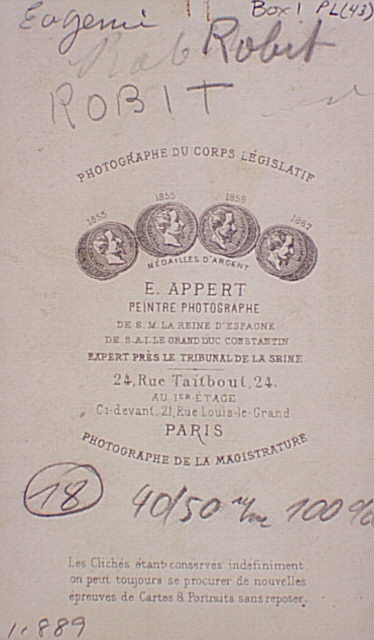 Eugenie
Box 1 PL(43)
Rob Robit
ROBIT
PHOTOGRAPHE DU CORPS LÉGISLATIF
1855 1855 1859 1867
MÉDAILLES D'ARGENT
E. APPERT
PEINTRE PHOTOGRAPHE
DE S. M. LA REINE D'ESPAGNE
DE S.A.I. LE GRAND DUC CONSTANTIN
EXPERT PRÈS LE TRIBUNAL DE LA SEINE
24, Rue Taitbout, 24.
AU 1ER ÉTAGE
Ci-devant, 21, Rue Louis-le-Grand
PARIS
PHOTOGRAPHE DE LA MAGISTRATURE
18
40/50 m/m 100%
Les Clichés étant conservés indéfiniment
on peut toujours se procurer de nouvelles
épreuves de Cartes & Portraits sans reposer.
1.889